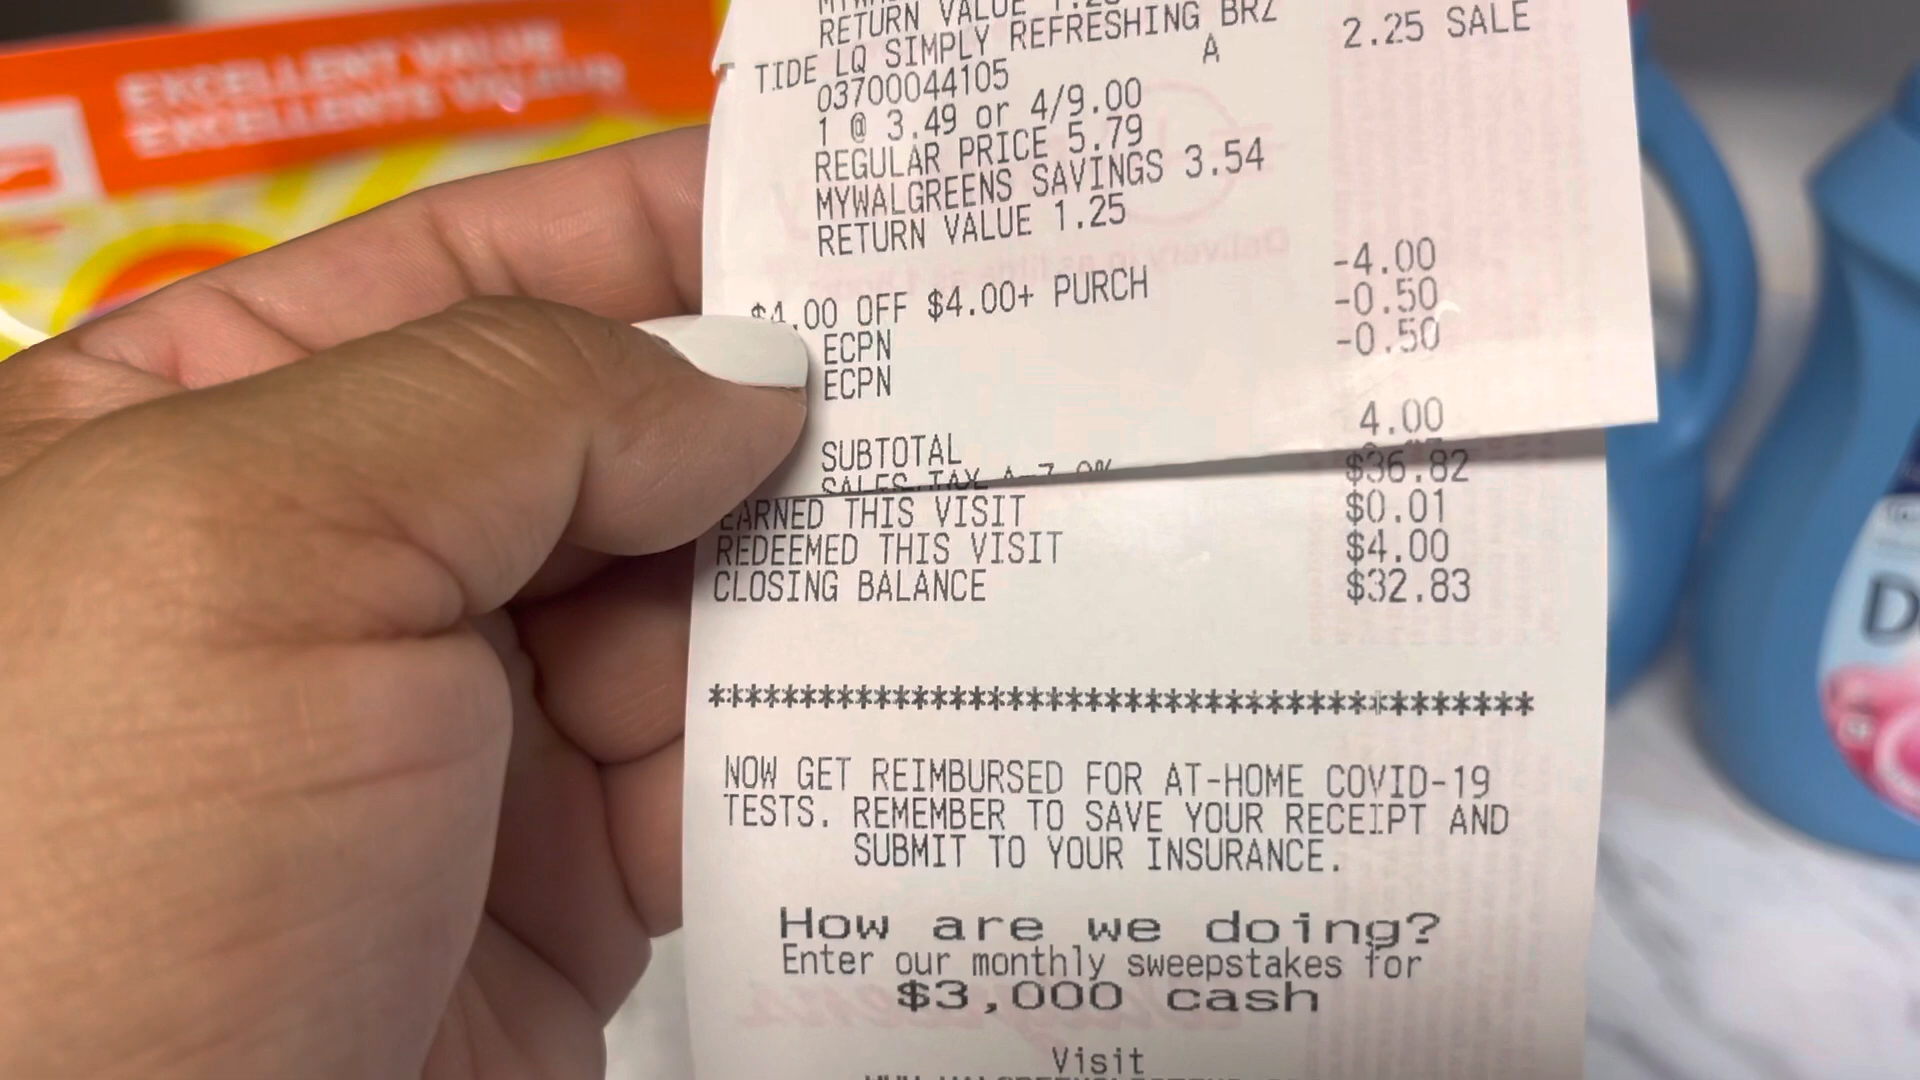 EXCELLENT VALUE
EXCELLENTE VALEUR
RETURN VALUE
TIDE LQ SIMPLY REFRESHING BRZ
A 2.25 SALE
03700044105
1 @ 3.49 or 4/9.00
REGULAR PRICE 5.79
MYWALGREENS SAVINGS 3.54
RETURN VALUE 1.25
$4.00 OFF $4.00+ PURCH -4.00
ECPN -0.50
ECPN -0.50
SUBTOTAL 4.00
SALES TAX A
$36.82
EARNED THIS VISIT $0.01
REDEEMED THIS VISIT $4.00
CLOSING BALANCE $32.83
********************************************
NOW GET REIMBURSED FOR AT-HOME COVID-19
TESTS. REMEMBER TO SAVE YOUR RECEIPT AND
SUBMIT TO YOUR INSURANCE.
How are we doing?
Enter our monthly sweepstakes for
$3,000 cash
Visit